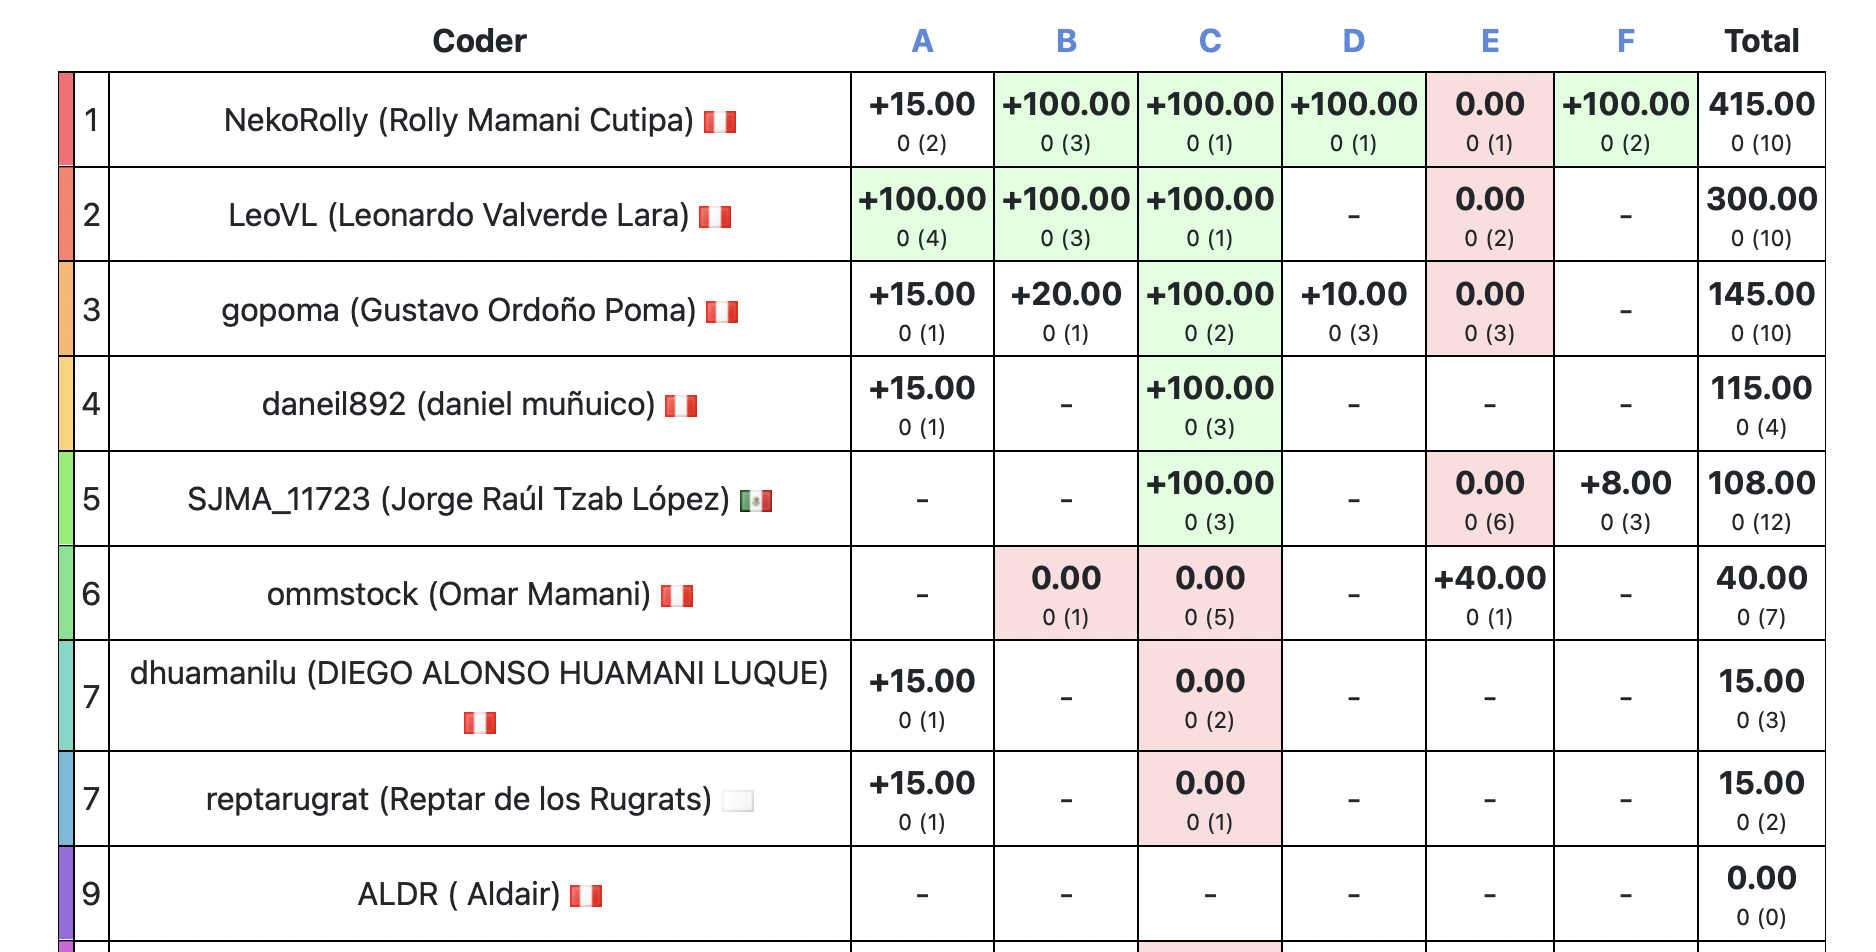 Coder A B C D E F Total
1 NekoRolly (Rolly Mamani Cutipa) +15.00 +100.00 +100.00 +100.00 0.00 +100.00 415.00
0 (2) 0 (3) 0 (1) 0 (1) 0 (1) 0 (2) 0 (10)
2 LeoVL (Leonardo Valverde Lara) +100.00 +100.00 +100.00 - 0.00 - 300.00
0 (4) 0 (3) 0 (1) 0 (2) 0 (10)
3 gopoma (Gustavo Ordoño Poma) +15.00 +20.00 +100.00 +10.00 0.00 - 145.00
0 (1) 0 (1) 0 (2) 0 (3) 0 (3) 0 (10)
4 daneil892 (daniel muñuico) +15.00 - +100.00 - - - 115.00
0 (1) 0 (3) 0 (4)
5 SJMA_11723 (Jorge Raúl Tzab López) - - +100.00 - 0.00 +8.00 108.00
0 (3) 0 (6) 0 (3) 0 (12)
6 ommstock (Omar Mamani) - 0.00 0.00 - +40.00 - 40.00
0 (1) 0 (5) 0 (1) 0 (7)
7 dhuamanilu (DIEGO ALONSO HUAMANI LUQUE) +15.00 - 0.00 - - - 15.00
0 (1) 0 (2) 0 (3)
7 reptarugrat (Reptar de los Rugrats) +15.00 - 0.00 - - - 15.00
0 (1) 0 (1) 0 (2)
9 ALDR ( Aldair) - - - - - - 0.00
0 (0)